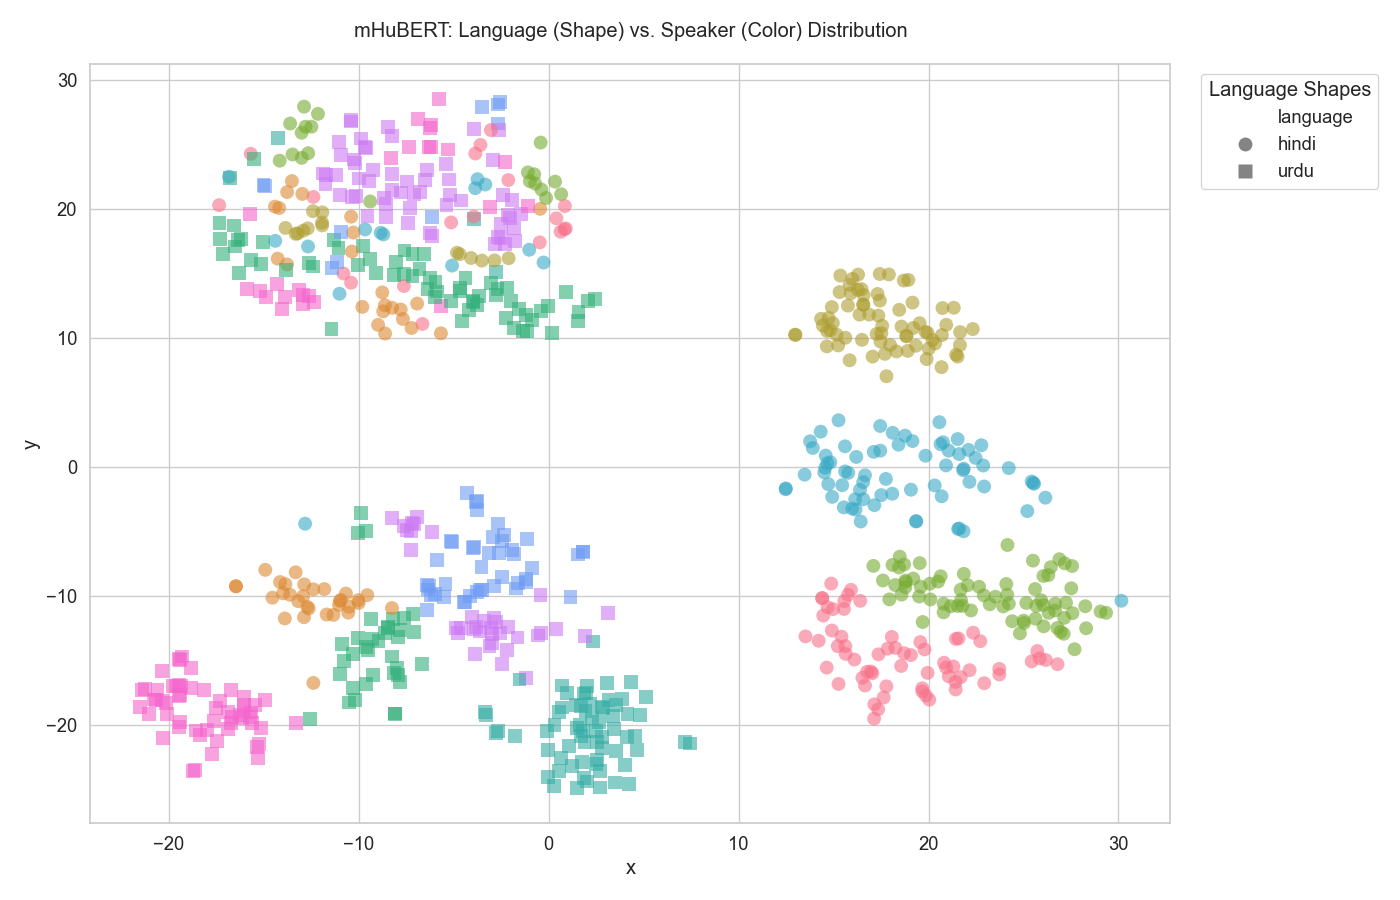 mHuBERT: Language (Shape) vs. Speaker (Color) Distribution
Language Shapes
language
hindi
urdu
30
20
10
0
−10
−20
y
−20
−10
0
10
20
30
x